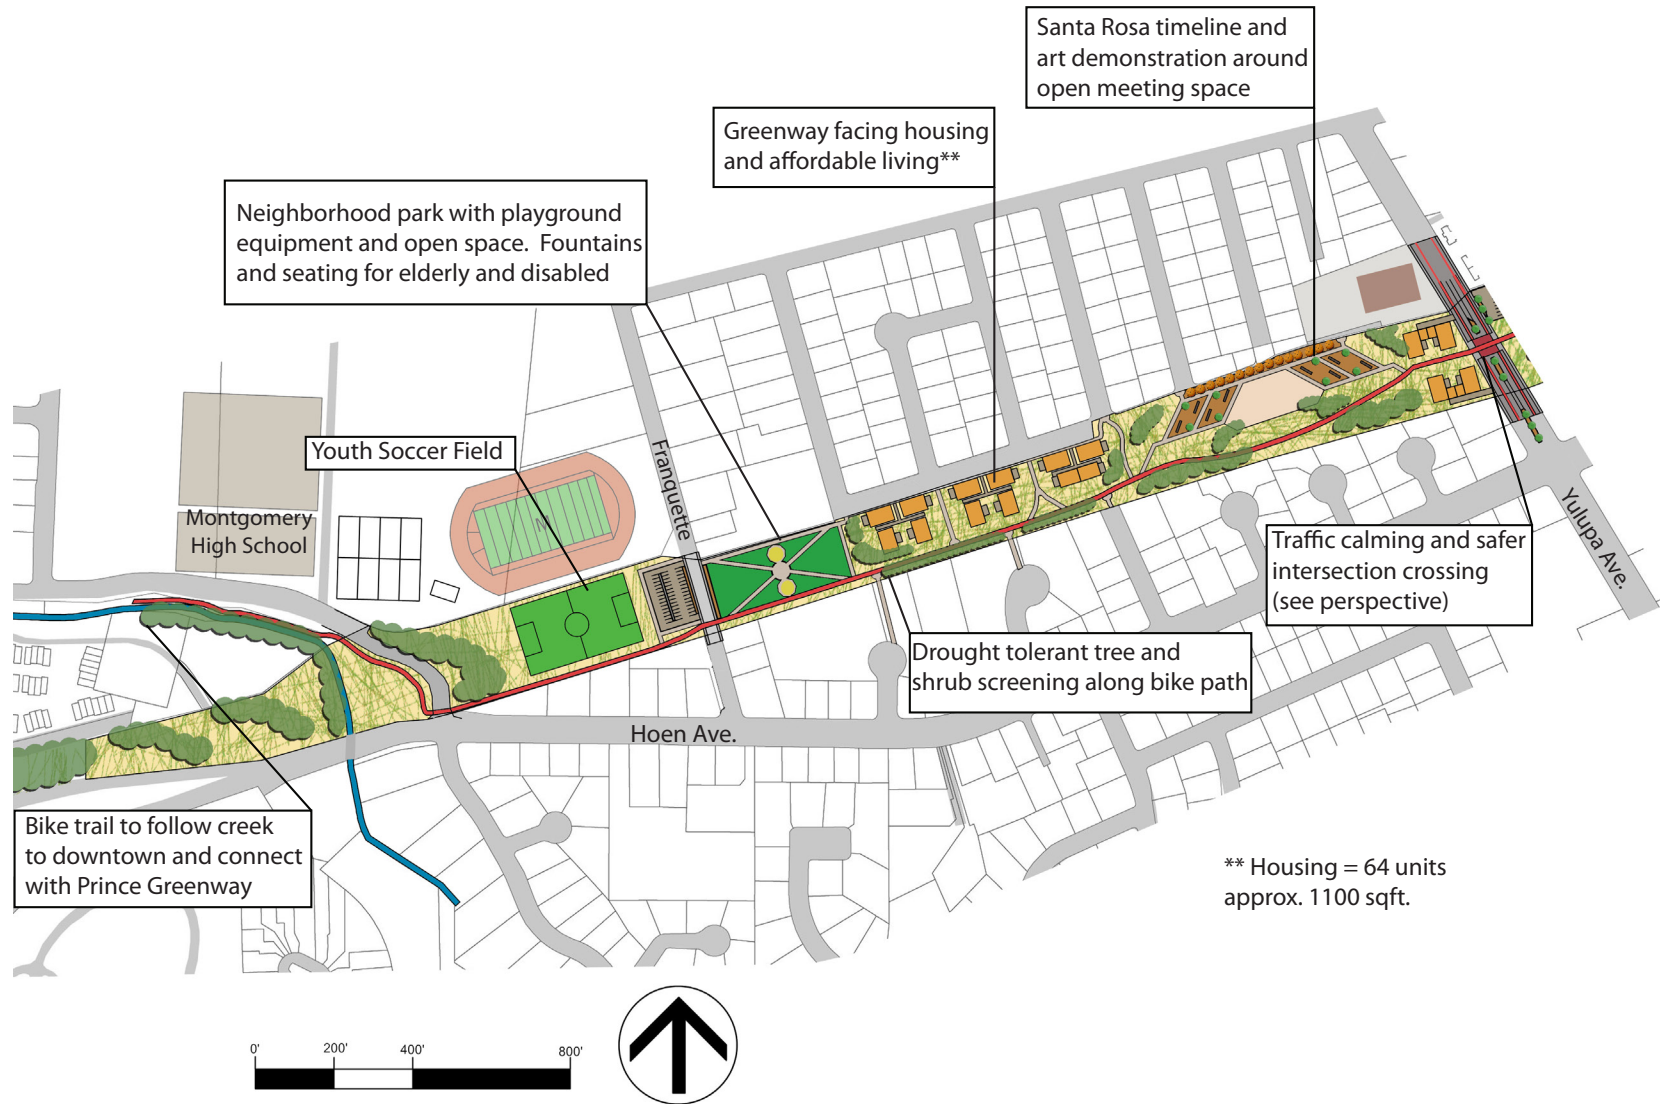 Santa Rosa timeline and
art demonstration around
open meeting space
Greenway facing housing
and affordable living**
Neighborhood park with playground
equipment and open space.  Fountains
and seating for elderly and disabled
Youth Soccer Field
Franquette
Montgomery
High School
Yulupa Ave.
Traffic calming and safer
intersection crossing
(see perspective)
Drought tolerant tree and
shrub screening along bike path
Hoen Ave.
Bike trail to follow creek
to downtown and connect
with Prince Greenway
** Housing = 64 units
approx. 1100 sqft.
0' 200' 400' 800'